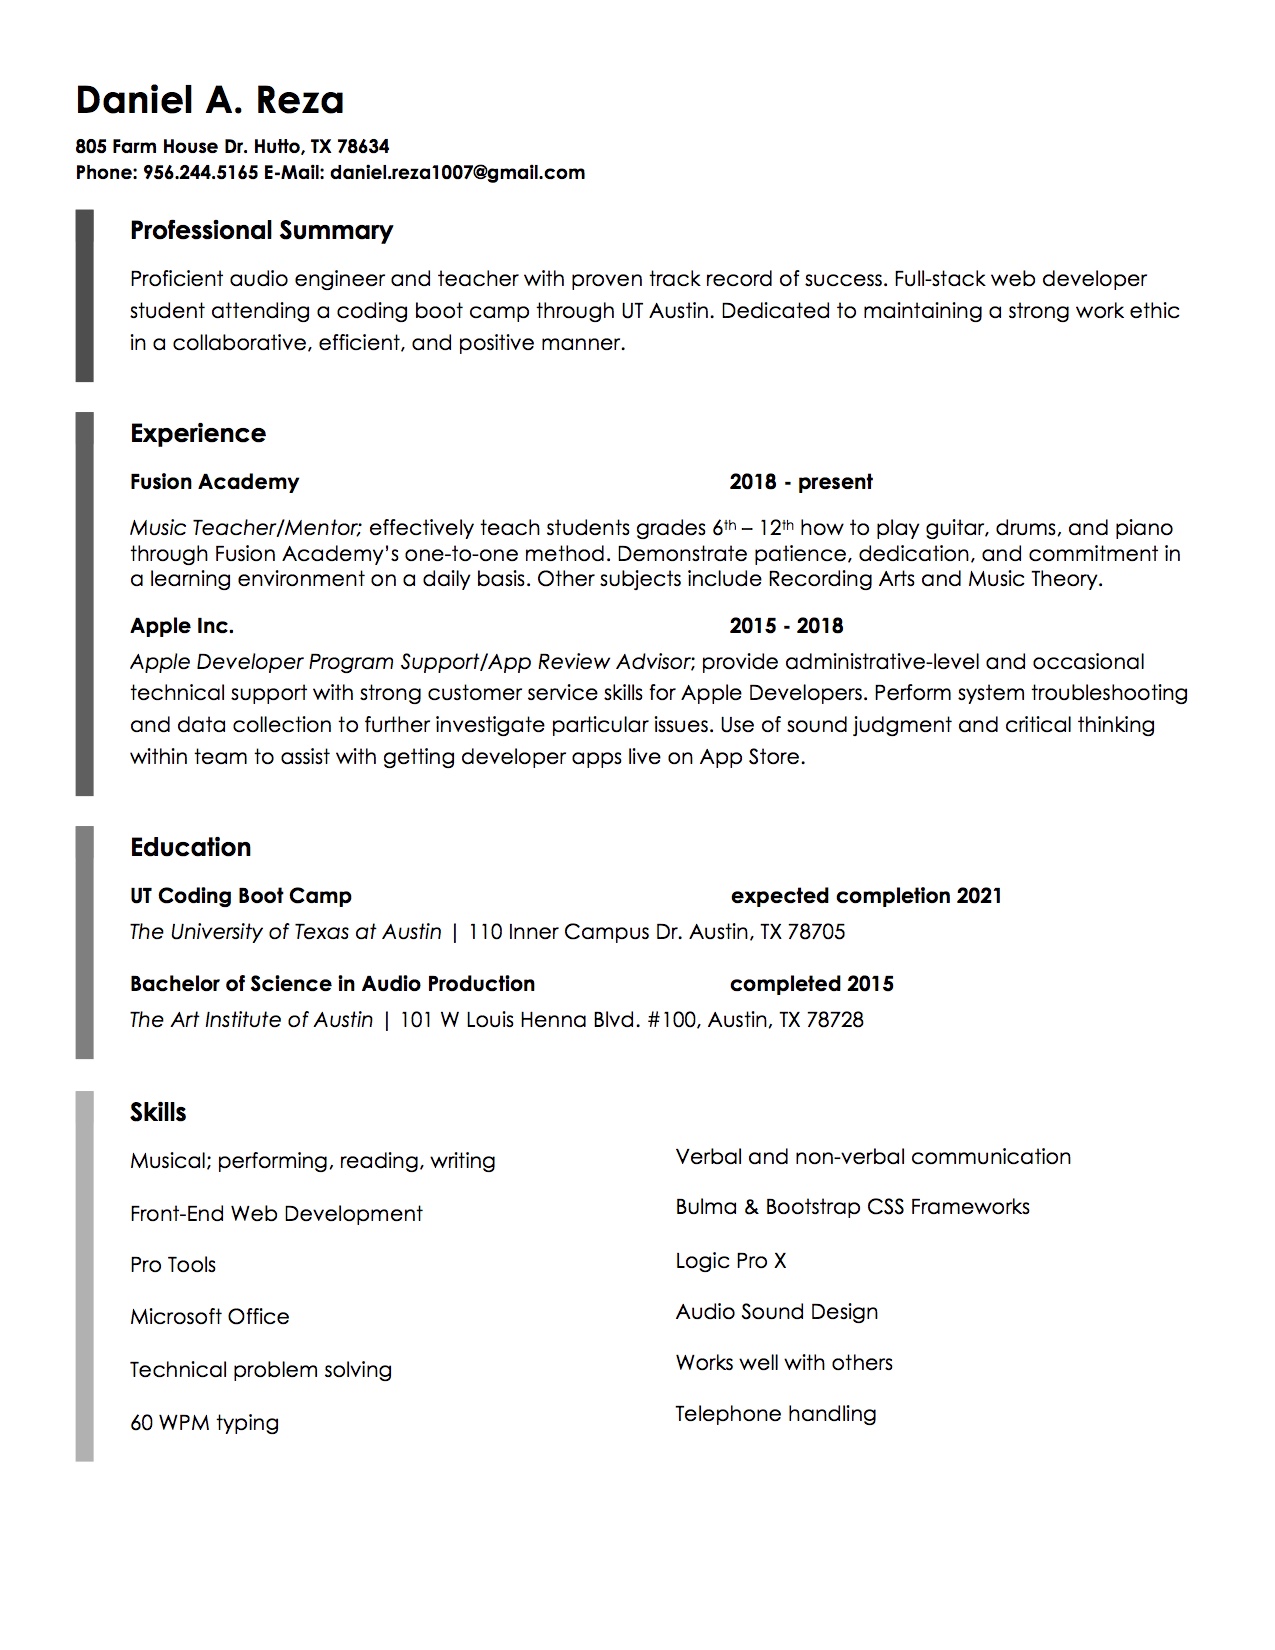 Daniel A. Reza
805 Farm House Dr. Hutto, TX 78634
Phone: 956.244.5165 E-Mail: daniel.reza1007@gmail.com
Professional Summary
Proficient audio engineer and teacher with proven track record of success. Full-stack web developer
student attending a coding boot camp through UT Austin. Dedicated to maintaining a strong work ethic
in a collaborative, efficient, and positive manner.
Experience
Fusion Academy 2018 - present
Music Teacher/Mentor; effectively teach students grades 6th – 12th how to play guitar, drums, and piano
through Fusion Academy’s one-to-one method. Demonstrate patience, dedication, and commitment in
a learning environment on a daily basis. Other subjects include Recording Arts and Music Theory.
Apple Inc. 2015 - 2018
Apple Developer Program Support/App Review Advisor; provide administrative-level and occasional
technical support with strong customer service skills for Apple Developers. Perform system troubleshooting
and data collection to further investigate particular issues. Use of sound judgment and critical thinking
within team to assist with getting developer apps live on App Store.
Education
UT Coding Boot Camp expected completion 2021
The University of Texas at Austin | 110 Inner Campus Dr. Austin, TX 78705
Bachelor of Science in Audio Production completed 2015
The Art Institute of Austin | 101 W Louis Henna Blvd. #100, Austin, TX 78728
Skills
Musical; performing, reading, writing
Front-End Web Development
Pro Tools
Microsoft Office
Technical problem solving
60 WPM typing
Verbal and non-verbal communication
Bulma & Bootstrap CSS Frameworks
Logic Pro X
Audio Sound Design
Works well with others
Telephone handling